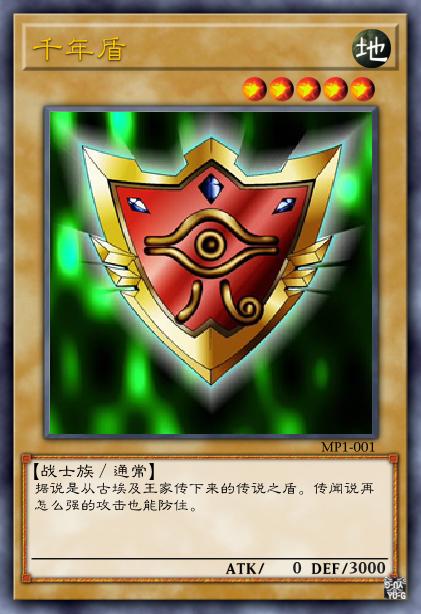 千年盾
地
MP1-001
【战士族 / 通常】
据说是从古埃及王家传下来的传说之盾。传闻说再
怎么强的攻击也能防住。
ATK/ 0 DEF/3000